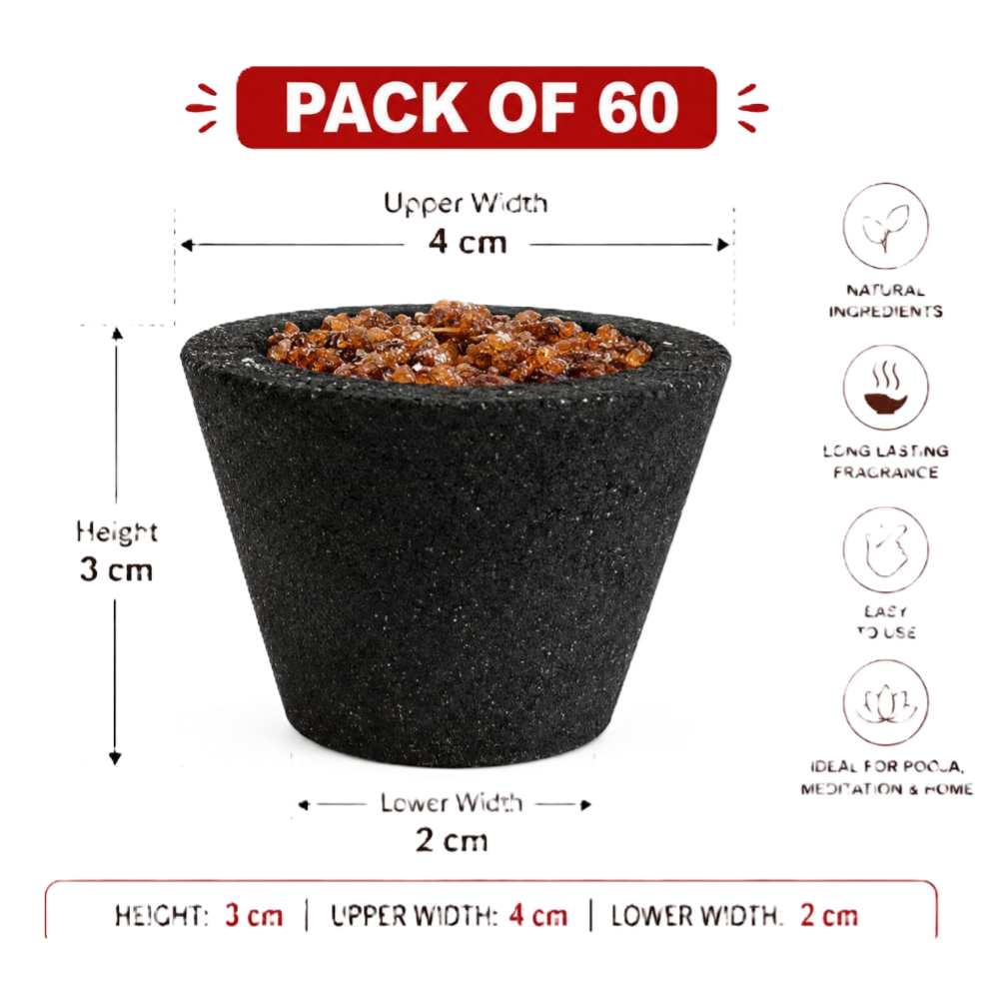 PACK OF 60
Upper Width
4 cm
NATURAL
INGREDIENTS
Height
3 cm
LONG LASTING
FRAGRANCE
EASY
TO USE
IDEAL FOR POOJA,
MEDITATION & HOME
Lower Width
2 cm
HEIGHT: 3 cm | UPPER WIDTH: 4 cm | LOWER WIDTH: 2 cm